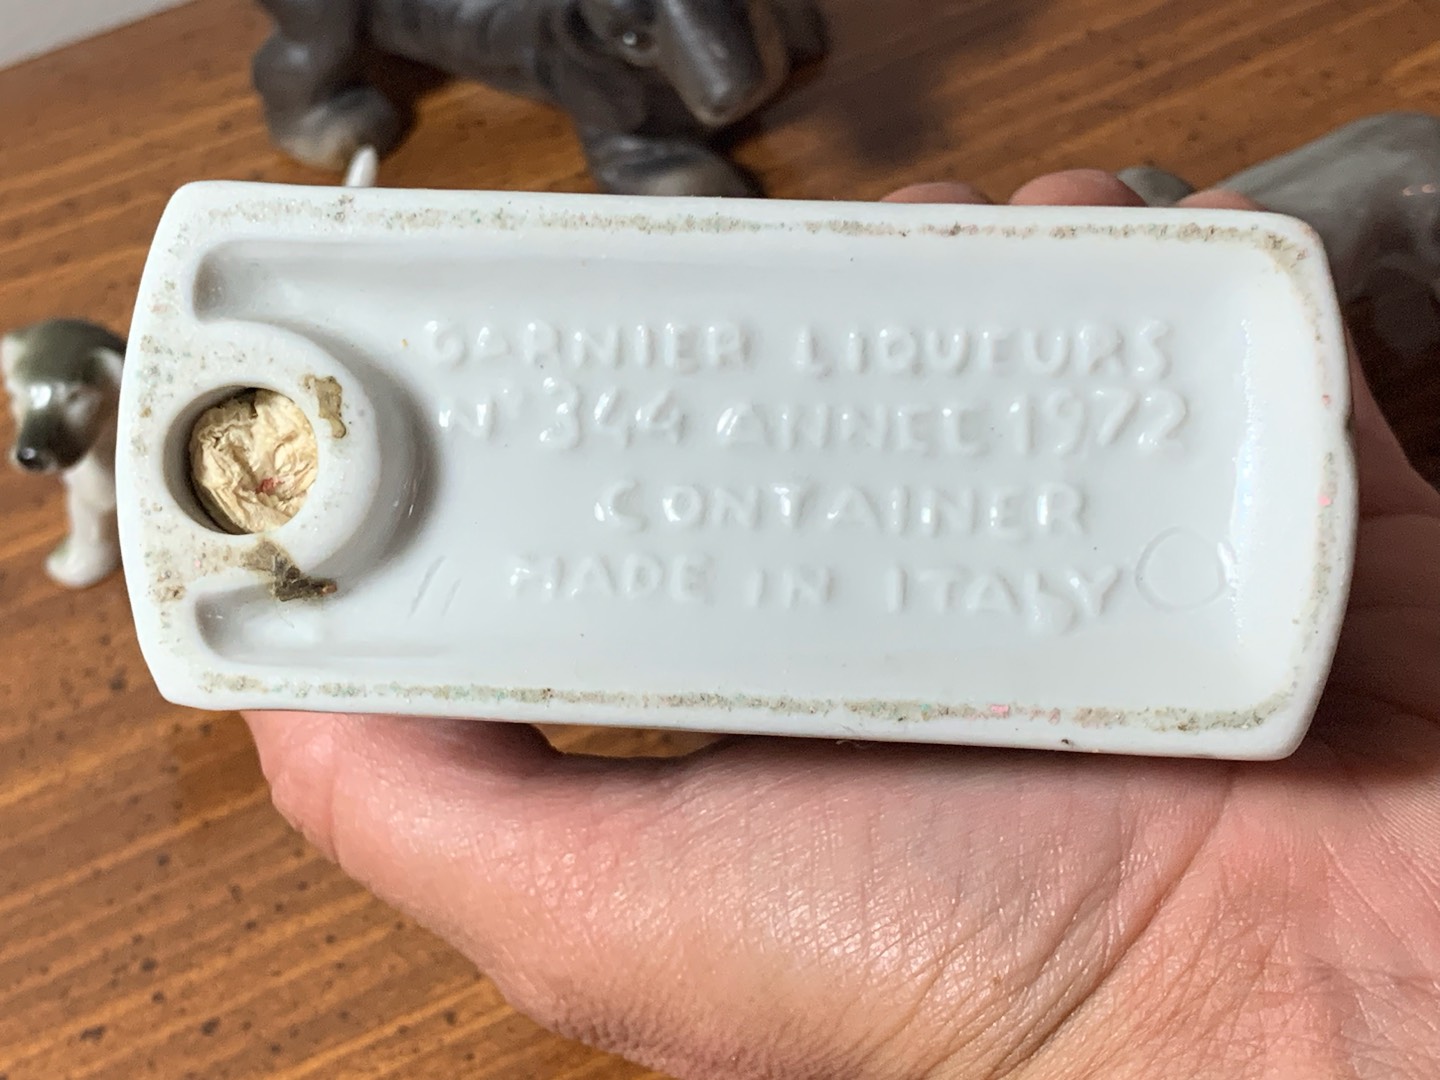 GARNIER LIQUEURS
N° 344 ANNEE 1972
CONTAINER
MADE IN ITALY